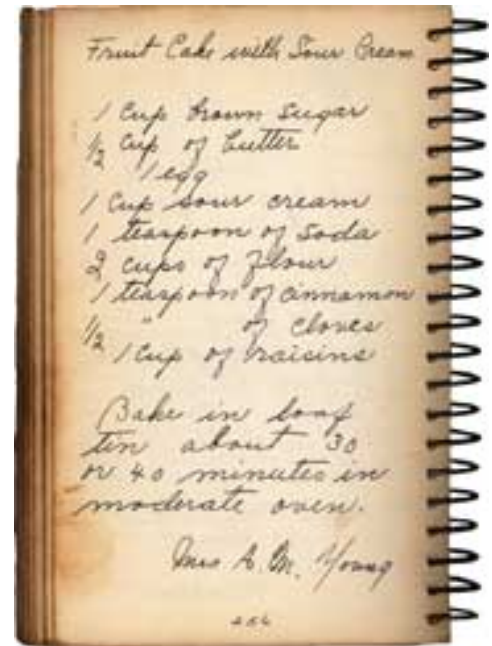 Fruit Cake with Sour Cream
1 Cup brown sugar
1/2 Cup of butter
1 egg
1 Cup sour cream
1 teaspoon of soda
2 cups of flour
1 teaspoon of cinnamon
1/2 " of cloves
1 Cup of raisins
Bake in loaf
tin about 30
or 40 minutes in
moderate oven.
Mrs M. Young